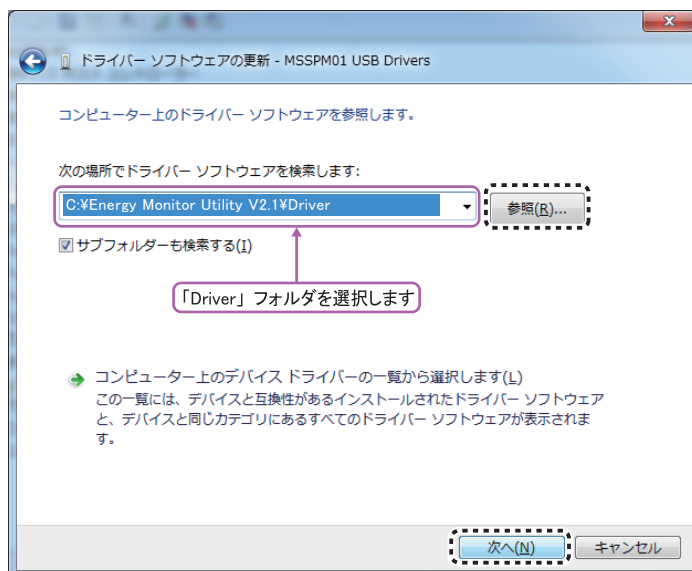 ドライバー ソフトウェアの更新 - MSSPM01 USB Drivers
コンピューター上のドライバー ソフトウェアを参照します。
次の場所でドライバー ソフトウェアを検索します:
C:¥Energy Monitor Utility V2.1¥Driver
参照(R)...
サブフォルダーも検索する(I)
「Driver」フォルダを選択します
コンピューター上のデバイス ドライバーの一覧から選択します(L)
この一覧には、デバイスと互換性があるインストールされたドライバー ソフトウェア
と、デバイスと同じカテゴリにあるすべてのドライバー ソフトウェアが表示されま
す。
次へ(N)
キャンセル